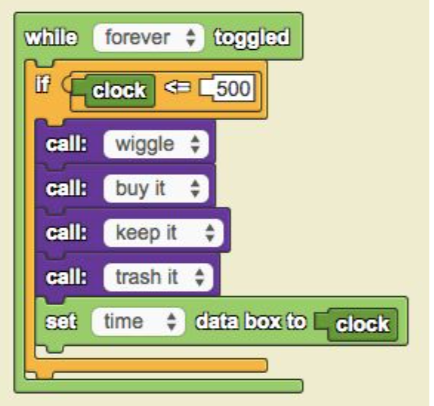 while forever toggled
if clock <= 500
call: wiggle
call: buy it
call: keep it
call: trash it
set time data box to clock